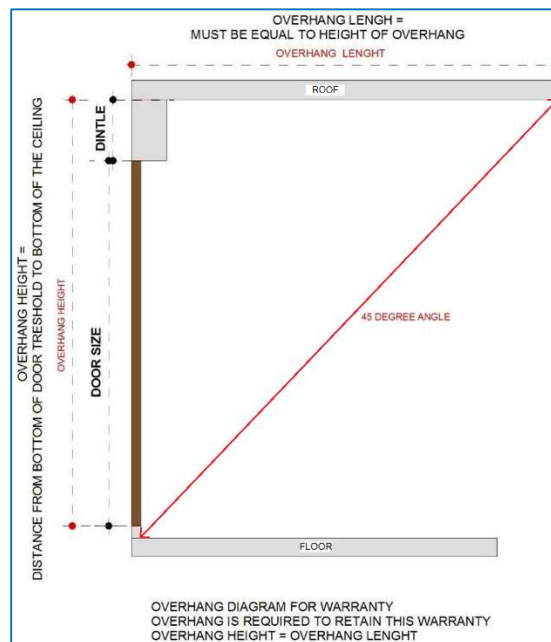 OVERHANG LENGH =
MUST BE EQUAL TO HEIGHT OF OVERHANG
OVERHANG LENGHT
ROOF
DINTLE
OVERHANG HEIGHT =
DISTANCE FROM BOTTOM OF DOOR TRESHOLD TO BOTTOM OF THE CEILING
OVERHANG HEIGHT
DOOR SIZE
45 DEGREE ANGLE
FLOOR
OVERHANG DIAGRAM FOR WARRANTY
OVERHANG IS REQUIRED TO RETAIN THIS WARRANTY
OVERHANG HEIGHT = OVERHANG LENGHT